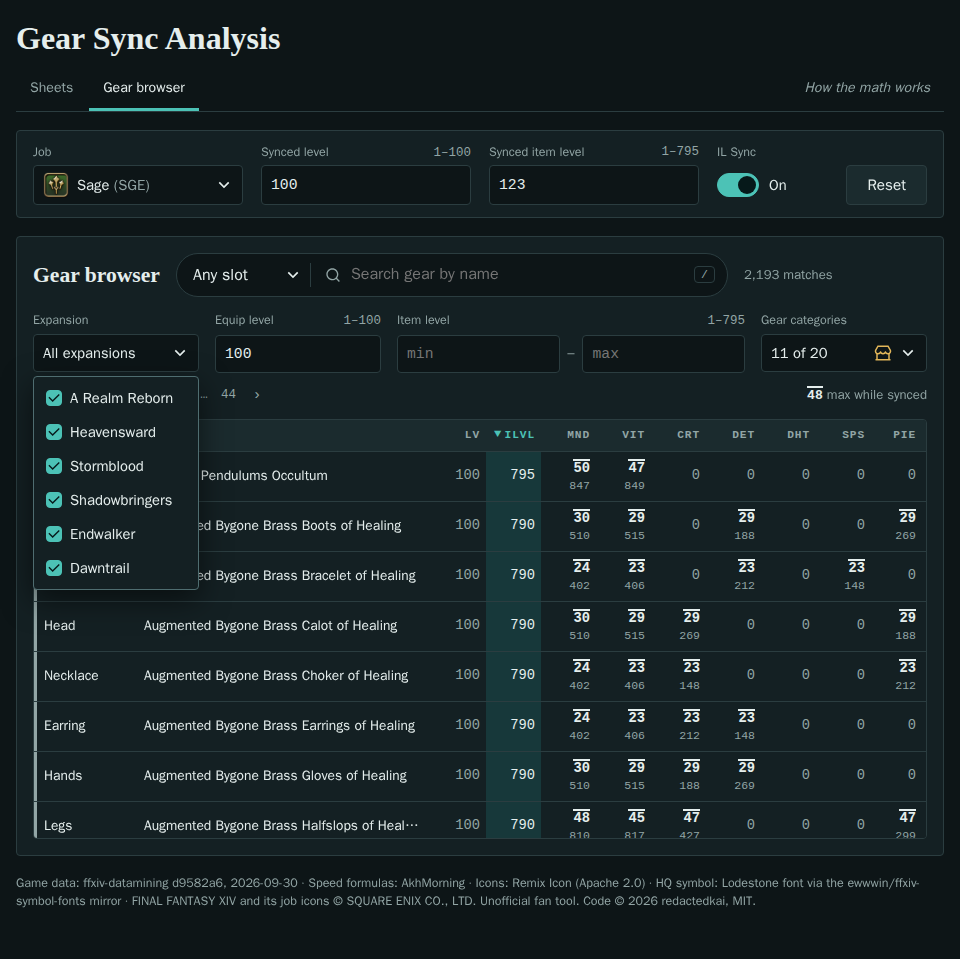 Gear Sync Analysis
Sheets Gear browser How the math works
Job Synced level 1–100 Synced item level 1–795 IL Sync
Sage (SGE) 100 123 On Reset
Gear browser Any slot Search gear by name / 2,193 matches
Expansion Equip level 1–100 Item level 1–795 Gear categories
All expansions 100 min – max 11 of 20
… 44 › 48 max while synced
A Realm Reborn
Heavensward
Stormblood
Shadowbringers
Endwalker
Dawntrail
LV ▼ILVL MND VIT CRT DET DHT SPS PIE
Pendulums Occultum 100 795 50 47 0 0 0 0 0
847 849
ed Bygone Brass Boots of Healing 100 790 30 29 0 29 0 0 29
510 515 188 269
ed Bygone Brass Bracelet of Healing 100 790 24 23 0 23 0 23 0
402 406 212 148
Head Augmented Bygone Brass Calot of Healing 100 790 30 29 29 0 0 0 29
510 515 269 188
Necklace Augmented Bygone Brass Choker of Healing 100 790 24 23 23 0 0 0 23
402 406 148 212
Earring Augmented Bygone Brass Earrings of Healing 100 790 24 23 23 23 0 0 0
402 406 212 148
Hands Augmented Bygone Brass Gloves of Healing 100 790 30 29 29 29 0 0 0
510 515 188 269
Legs Augmented Bygone Brass Halfslops of Heal··· 100 790 48 45 47 0 0 0 47
810 817 427 299
Game data: ffxiv-datamining d9582a6, 2026-09-30 · Speed formulas: AkhMorning · Icons: Remix Icon (Apache 2.0) · HQ symbol: Lodestone font via the ewwwin/ffxiv-
symbol-fonts mirror · FINAL FANTASY XIV and its job icons © SQUARE ENIX CO., LTD. Unofficial fan tool. Code © 2026 redactedkai, MIT.